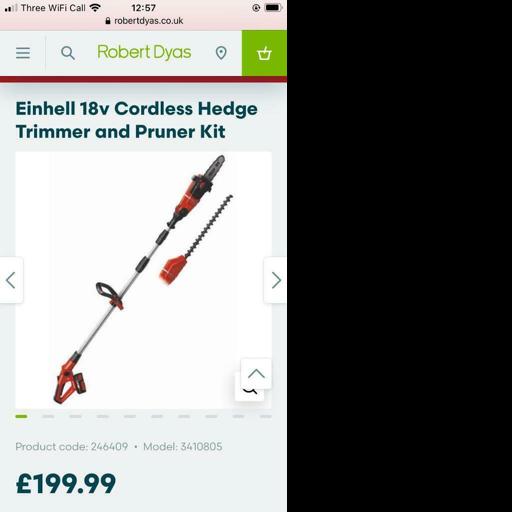 Three WiFi Call 12:57
robertdyas.co.uk
Robert Dyas
Einhell 18v Cordless Hedge
Trimmer and Pruner Kit
Product code: 246409 • Model: 3410805
£199.99